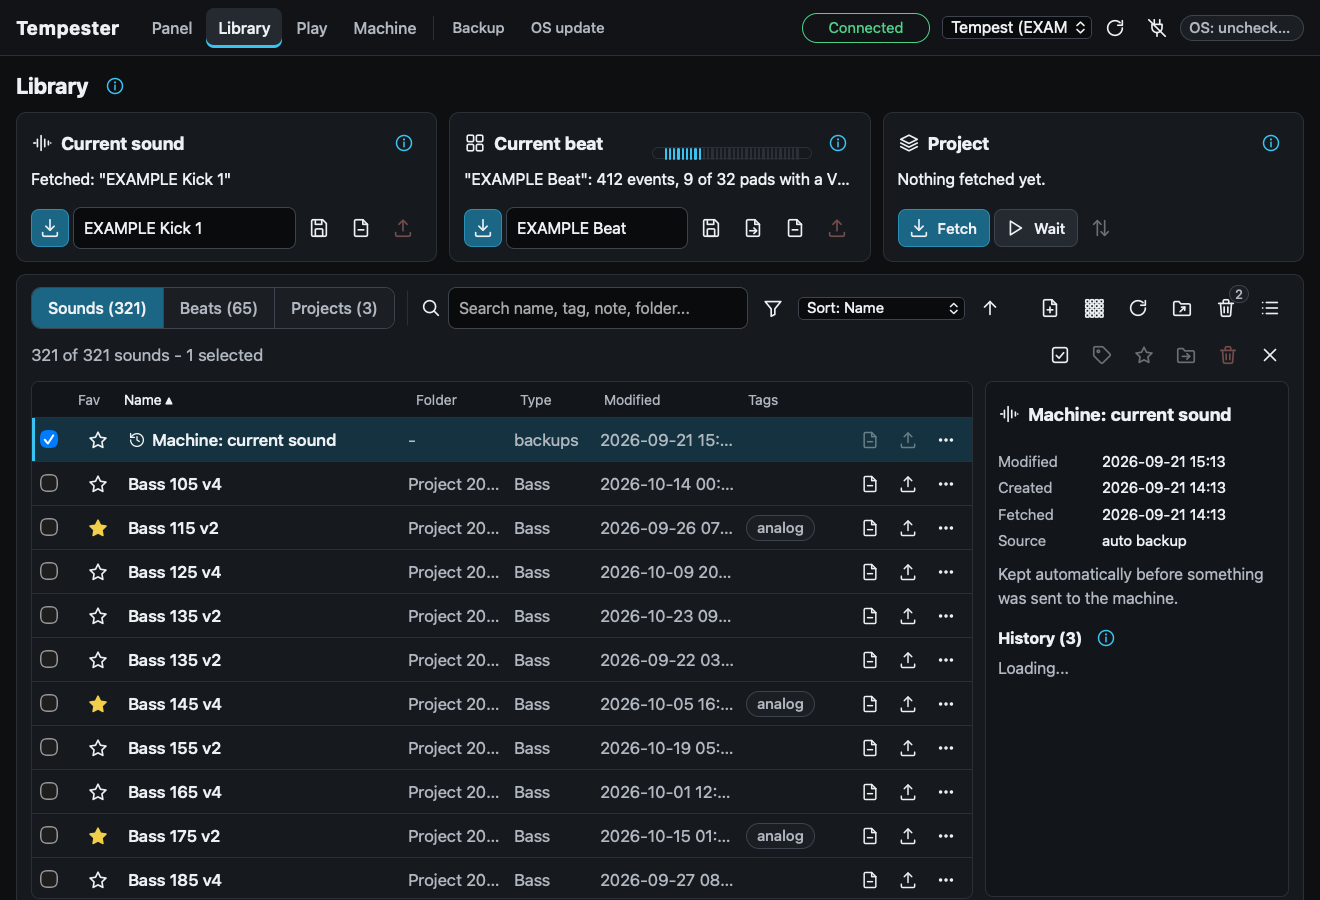 Tempester Panel Library Play Machine Backup OS update Connected Tempest (EXAM OS: uncheck...
Library
Current sound
Fetched: "EXAMPLE Kick 1"
EXAMPLE Kick 1
Current beat
"EXAMPLE Beat": 412 events, 9 of 32 pads with a V...
EXAMPLE Beat
Project
Nothing fetched yet.
Fetch Wait
Sounds (321) Beats (65) Projects (3) Search name, tag, note, folder... Sort: Name 2
321 of 321 sounds - 1 selected
Fav Name Folder Type Modified Tags
Machine: current sound - backups 2026-09-21 15:...
Bass 105 v4 Project 20... Bass 2026-10-14 00:...
Bass 115 v2 Project 20... Bass 2026-09-26 07... analog
Bass 125 v4 Project 20... Bass 2026-10-09 20...
Bass 135 v2 Project 20... Bass 2026-10-23 09...
Bass 135 v2 Project 20... Bass 2026-09-22 03...
Bass 145 v4 Project 20... Bass 2026-10-05 16:... analog
Bass 155 v2 Project 20... Bass 2026-10-19 05:...
Bass 165 v4 Project 20... Bass 2026-10-01 12:...
Bass 175 v2 Project 20... Bass 2026-10-15 01:... analog
Bass 185 v4 Project 20... Bass 2026-09-27 08...
Machine: current sound
Modified 2026-09-21 15:13
Created 2026-09-21 14:13
Fetched 2026-09-21 14:13
Source auto backup
Kept automatically before something
was sent to the machine.
History (3)
Loading...